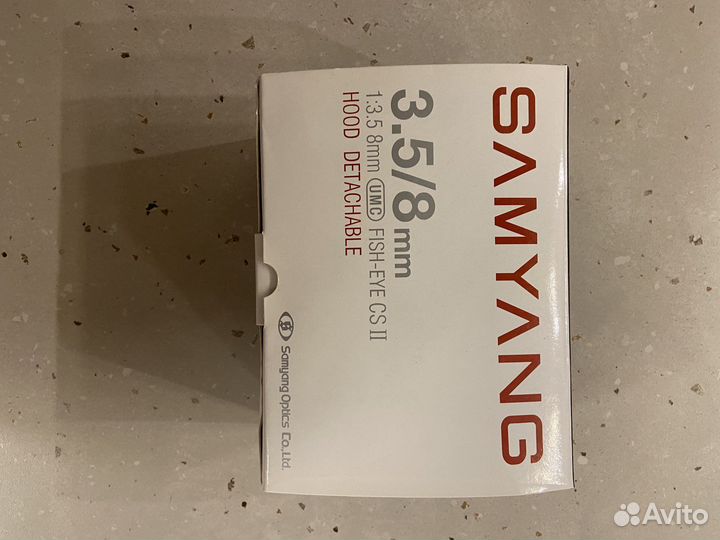 SAMYANG
3.5/8mm
1:3.5 8mm UMC FISH-EYE CS II
HOOD DETACHABLE
Samyang Optics Co.,Ltd.
Avito